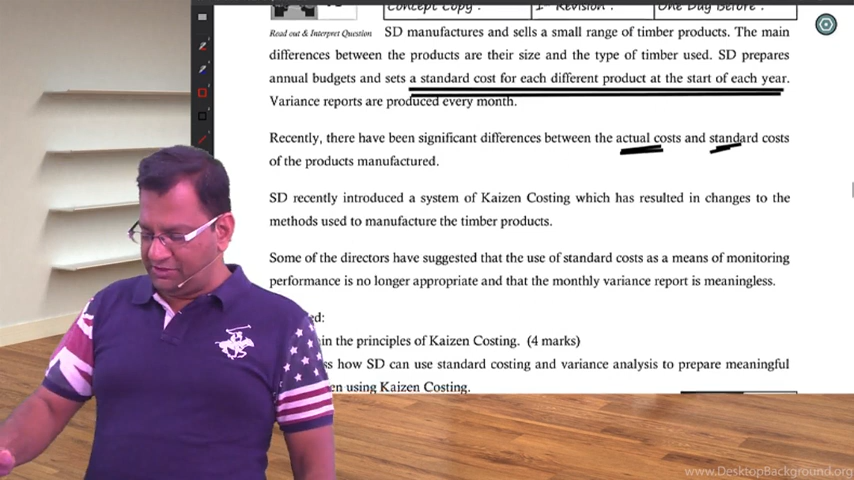 Concept Copy: 1st Revision: One Day Before:
Read out & Interpret Question SD manufactures and sells a small range of timber products. The main
differences between the products are their size and the type of timber used. SD prepares
annual budgets and sets a standard cost for each different product at the start of each year.
Variance reports are produced every month.
Recently, there have been significant differences between the actual costs and standard costs
of the products manufactured.
SD recently introduced a system of Kaizen Costing which has resulted in changes to the
methods used to manufacture the timber products.
Some of the directors have suggested that the use of standard costs as a means of monitoring
performance is no longer appropriate and that the monthly variance report is meaningless.
ed:
in the principles of Kaizen Costing. (4 marks)
ss how SD can use standard costing and variance analysis to prepare meaningful
en using Kaizen Costing.
www.DesktopBackground.org